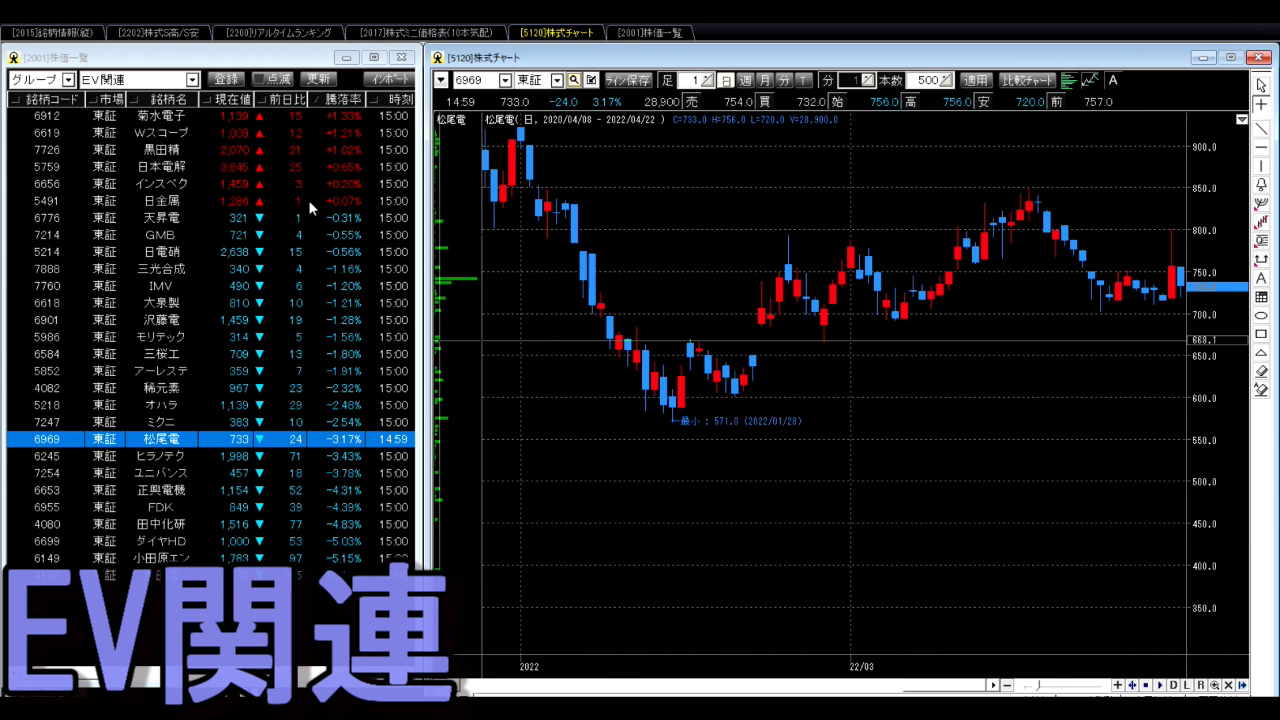 [2015]銘柄情報(縦) [2202]株式S高/S安 [2200]リアルタイムランキング [2017]株式ミニ価格表(10本気配) [5120]株式チャート [2001]株価一覧
[2001]株価一覧
グループ EV関連 登録 点滅 更新 インポート
銘柄コード 市場 銘柄名 現在値 前日比 騰落率 時刻
6912 東証 菊水電子 1,139 ▲ 15 +1.33% 15:00
6619 東証 Wスコープ 1,003 ▲ 12 +1.21% 15:00
7726 東証 黒田精 2,070 ▲ 21 +1.02% 15:00
5759 東証 日本電解 3,845 ▲ 25 +0.65% 15:00
6656 東証 インスペク 1,459 ▲ 3 +0.20% 15:00
5491 東証 日金属 1,286 ▲ 1 +0.07% 15:00
6776 東証 天昇電 321 ▼ 1 -0.31% 15:00
7214 東証 GMB 721 ▼ 4 -0.55% 15:00
5214 東証 日電硝 2,638 ▼ 15 -0.56% 15:00
7888 東証 三光合成 340 ▼ 4 -1.16% 15:00
7760 東証 IMV 490 ▼ 6 -1.20% 15:00
6618 東証 大泉製 810 ▼ 10 -1.21% 15:00
6901 東証 沢藤電 1,459 ▼ 19 -1.28% 15:00
5986 東証 モリテック 314 ▼ 5 -1.56% 15:00
6584 東証 三桜工 709 ▼ 13 -1.80% 15:00
5852 東証 アーレステ 359 ▼ 7 -1.91% 15:00
4082 東証 稀元素 967 ▼ 23 -2.32% 15:00
5218 東証 オハラ 1,139 ▼ 29 -2.48% 15:00
7247 東証 ミクニ 383 ▼ 10 -2.54% 15:00
6969 東証 松尾電 733 ▼ 24 -3.17% 14:59
6245 東証 ヒラノテク 1,998 ▼ 71 -3.43% 15:00
7254 東証 ユニバンス 457 ▼ 18 -3.78% 15:00
6653 東証 正興電機 1,154 ▼ 52 -4.31% 15:00
6955 東証 FDK 849 ▼ 39 -4.39% 15:00
4080 東証 田中化研 1,516 ▼ 77 -4.83% 15:00
6699 東証 ダイヤHD 1,000 ▼ 53 -5.03% 15:00
6149 東証 小田原エン 1,783 ▼ 97 -5.15%
EV関連
[5120]株式チャート
6969 東証 ライン保存 足 1 日 週 月 分 T 分 1 本数 500 適用 比較チャート A
14:59 733.0 -24.0 3.17% 28,900 売 754.0 買 732.0 始 756.0 高 756.0 安 720.0 前 757.0
松尾電 松尾電( 日, 2020/04/08 - 2022/04/22 ) C=733.0 H=756.0 L=720.0 V=28,900.0
900.0
850.0
800.0
750.0
700.0
668.1
650.0
600.0
最小 : 571.0 (2022/01/28)
550.0
500.0
450.0
400.0
350.0
2022 22/03
D L R